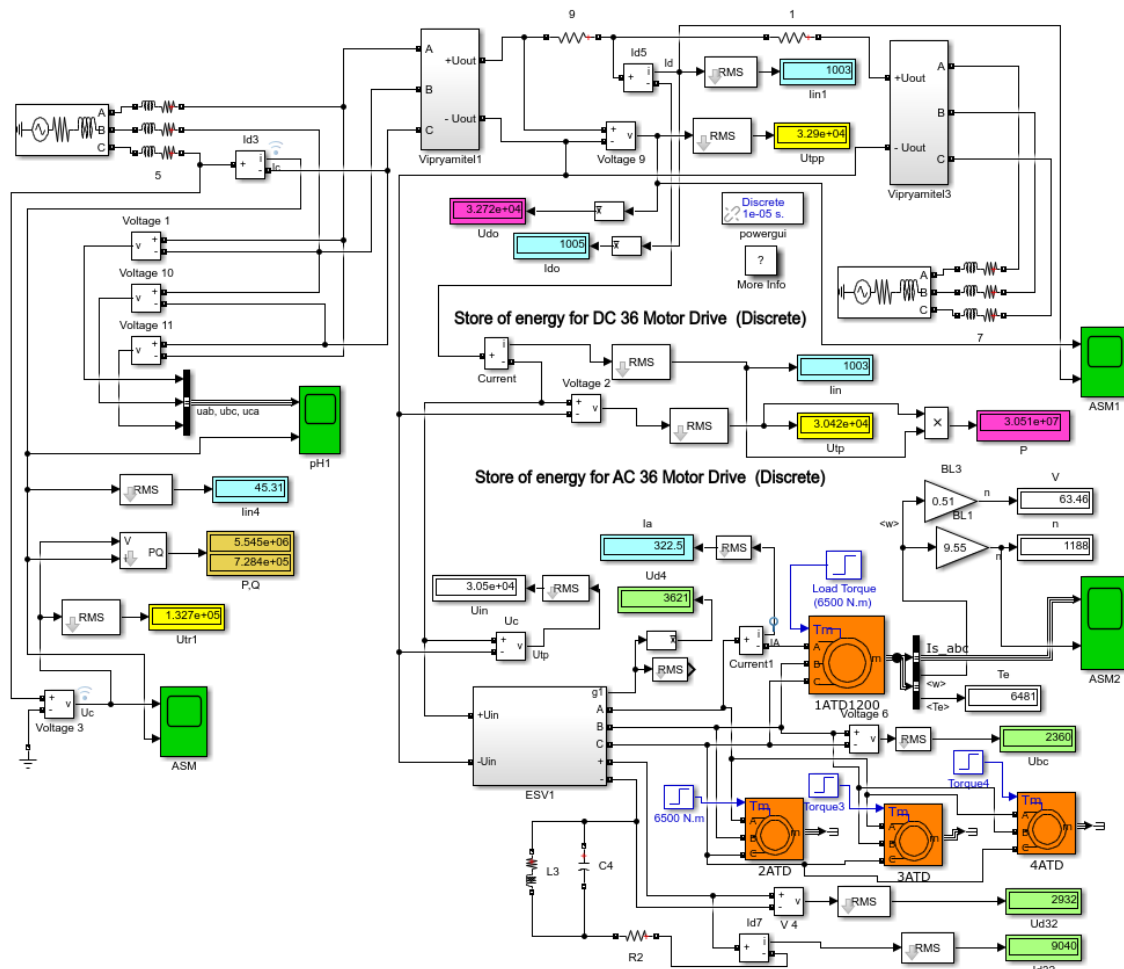 9
1
A
B
C
+Uout
- Uout
Vipryamitel1
Id5
Id
+
i
-
RMS
1003
Iin1
A
B
C
+Uout
- Uout
Vipryamitel3
A
B
C
5
Id3
Ic
+
i
-
+
-
v
Voltage 9
RMS
3.29e+04
Utpp
3.272e+04
Udo
1005
Ido
Discrete
1e-05 s.
powergui
?
More Info
Voltage 1
v
+
-
Voltage 10
v
+
-
Voltage 11
v
+
-
A
B
C
7
uab, ubc, uca
pH1
ASM1
Store of energy for DC 36 Motor Drive (Discrete)
+
i
-
Current
RMS
1003
Iin
Voltage 2
+
-
v
RMS
3.042e+04
Utp
×
3.051e+07
P
RMS
45.31
Iin4
V
I
PQ
5.545e+06
7.284e+05
P,Q
RMS
1.327e+05
Utr1
+
-
v
Voltage 3
Uc
ASM
Store of energy for AC 36 Motor Drive (Discrete)
BL3
0.51
n
V
63.46
<w>
BL1
9.55
n
n
1188
Ia
322.5
RMS
Ud4
3621
3.05e+04
Uin
RMS
Uc
+
-
v
Utp
Load Torque
(6500 N.m)
+
i
-
Current1
IA
RMS
Tm
A
B
C
m
1ATD1200
Is_abc
<w>
<Te>
Te
6481
ASM2
+Uin
-Uin
g1
A
B
C
+
-
ESV1
Voltage 6
+
-
v
RMS
2360
Ubc
6500 N.m
Torque3
Torque4
Tm
A
B
C
m
2ATD
Tm
A
B
C
m
3ATD
Tm
A
B
C
m
4ATD
L3
C4
R2
+
-
v
V 4
RMS
2932
Ud32
Id7
+
i
-
RMS
9040